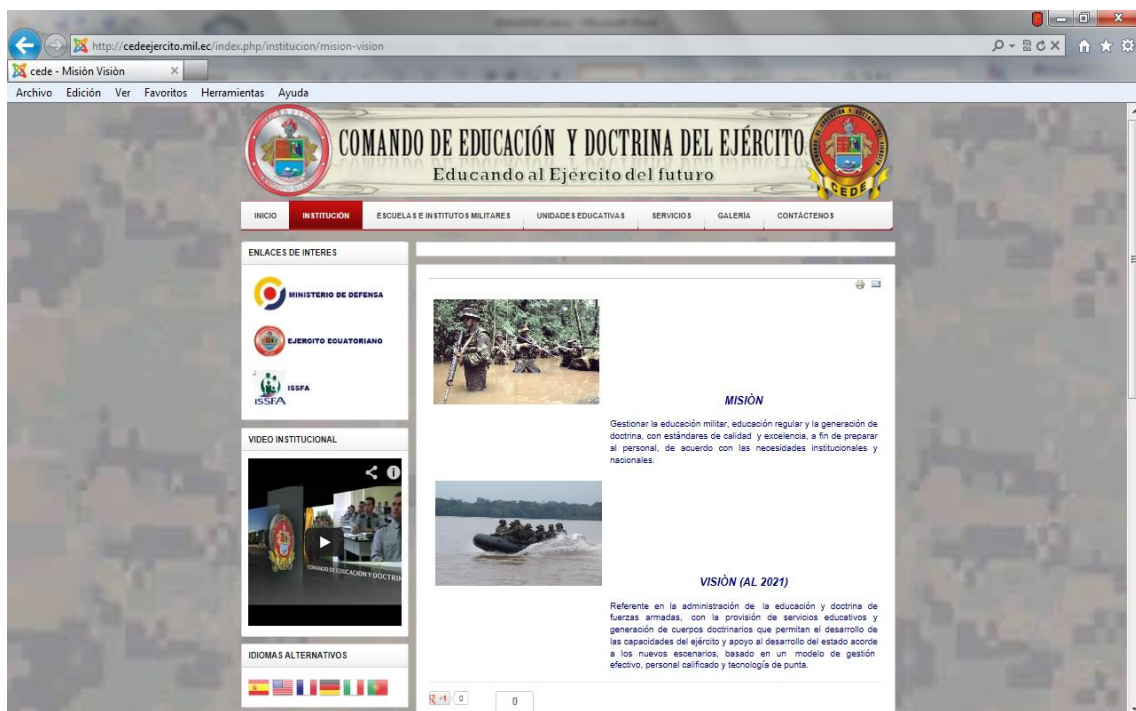 http://cedeejercito.mil.ec/index.php/institucion/mision-vision
cede - Misiòn Visiòn
Archivo Edición Ver Favoritos Herramientas Ayuda
COMANDO DE EDUCACIÓN Y DOCTRINA DEL EJÉRCITO
Educando al Ejército del futuro
CEDE
INICIO INSTITUCIÓN ESCUELAS E INSTITUTOS MILITARES UNIDADES EDUCATIVAS SERVICIOS GALERÍA CONTÁCTENOS
ENLACES DE INTERES
MINISTERIO DE DEFENSA
EJERCITO ECUATORIANO
ISSFA
ISSFA
VIDEO INSTITUCIONAL
COMANDO DE EDUCACIÓN Y DOCTRIN
IDIOMAS ALTERNATIVOS
MISIÒN
Gestionar la educación militar, educación regular y la generación de
doctrina, con estándares de calidad y excelencia, a fin de preparar
al personal, de acuerdo con las necesidades institucionales y
nacionales.
VISIÒN (AL 2021)
Referente en la administración de la educación y doctrina de
fuerzas armadas, con la provisión de servicios educativos y
generación de cuerpos doctrinarios que permitan el desarrollo de
las capacidades del ejército y apoyo al desarrollo del estado acorde
a los nuevos escenarios, basado en un modelo de gestión
efectivo, personal calificado y tecnología de punta.
+1 0 0